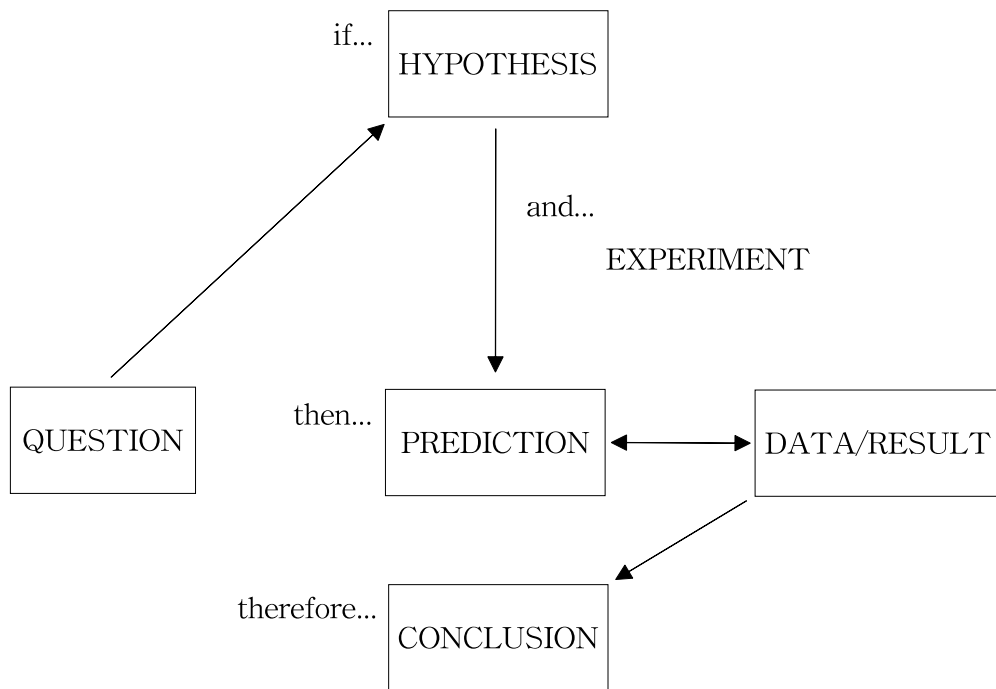 if...
HYPOTHESIS
and...
EXPERIMENT
QUESTION
then...
PREDICTION
DATA/RESULT
therefore...
CONCLUSION